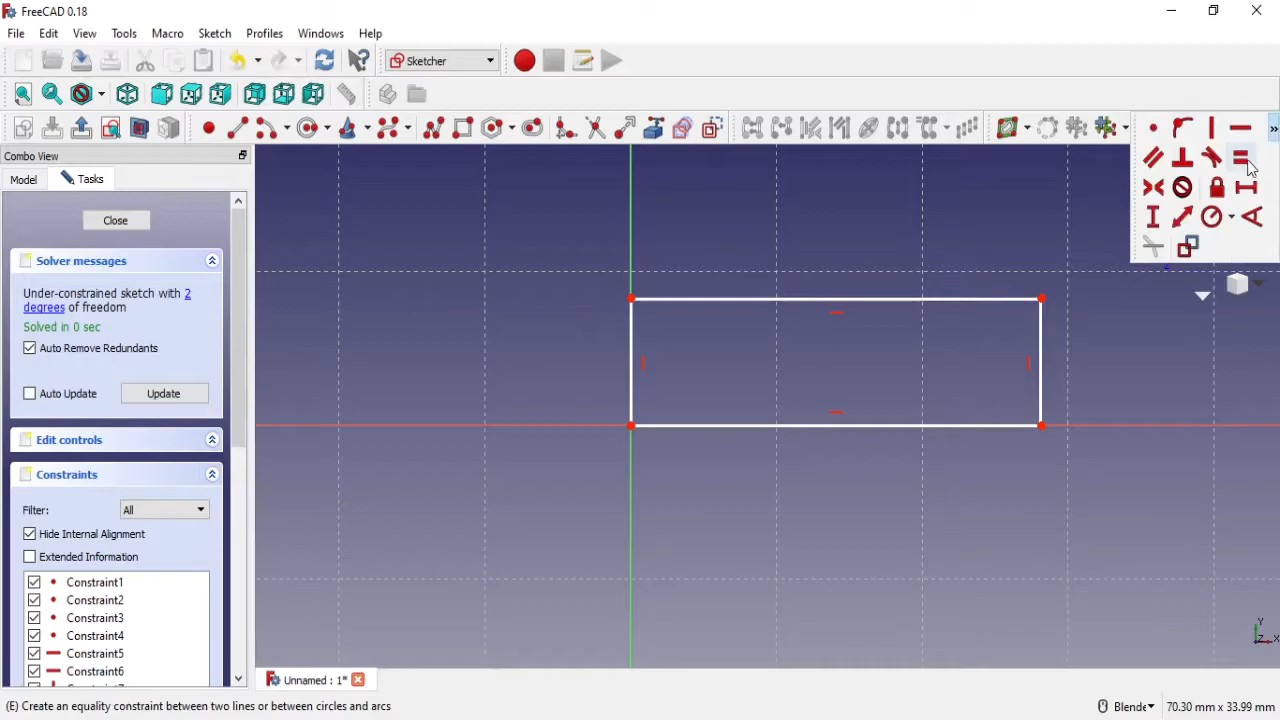 FreeCAD 0.18
File Edit View Tools Macro Sketch Profiles Windows Help
Sketcher
»
Combo View
Model Tasks
Close
Solver messages
Under-constrained sketch with 2
degrees of freedom
Solved in 0 sec
Auto Remove Redundants
Auto Update Update
Edit controls
Constraints
Filter: All
Hide Internal Alignment
Extended Information
Constraint1
Constraint2
Constraint3
Constraint4
Constraint5
Constraint6
Y
Z X
Unnamed : 1*
(E) Create an equality constraint between two lines or between circles and arcs
Blende 70.30 mm x 33.99 mm